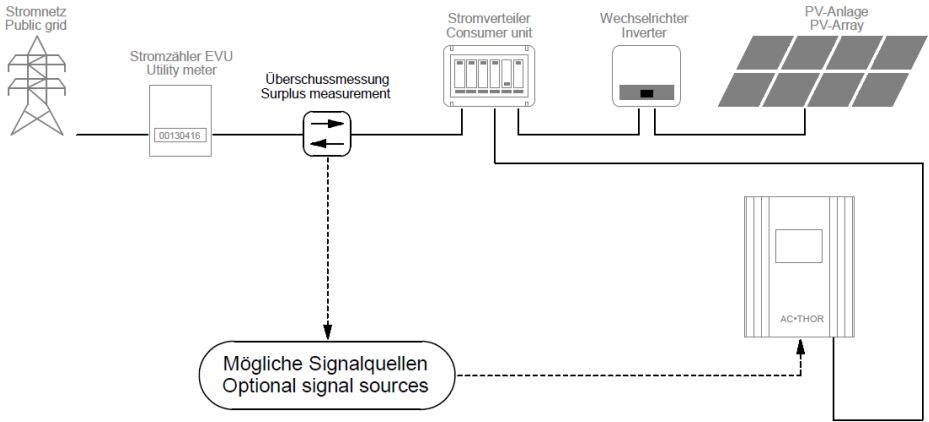 Stromnetz
Public grid
Stromzähler EVU
Utility meter
00130416
Überschussmessung
Surplus measurement
Stromverteiler
Consumer unit
Wechselrichter
Inverter
PV-Anlage
PV-Array
AC•THOR
Mögliche Signalquellen
Optional signal sources